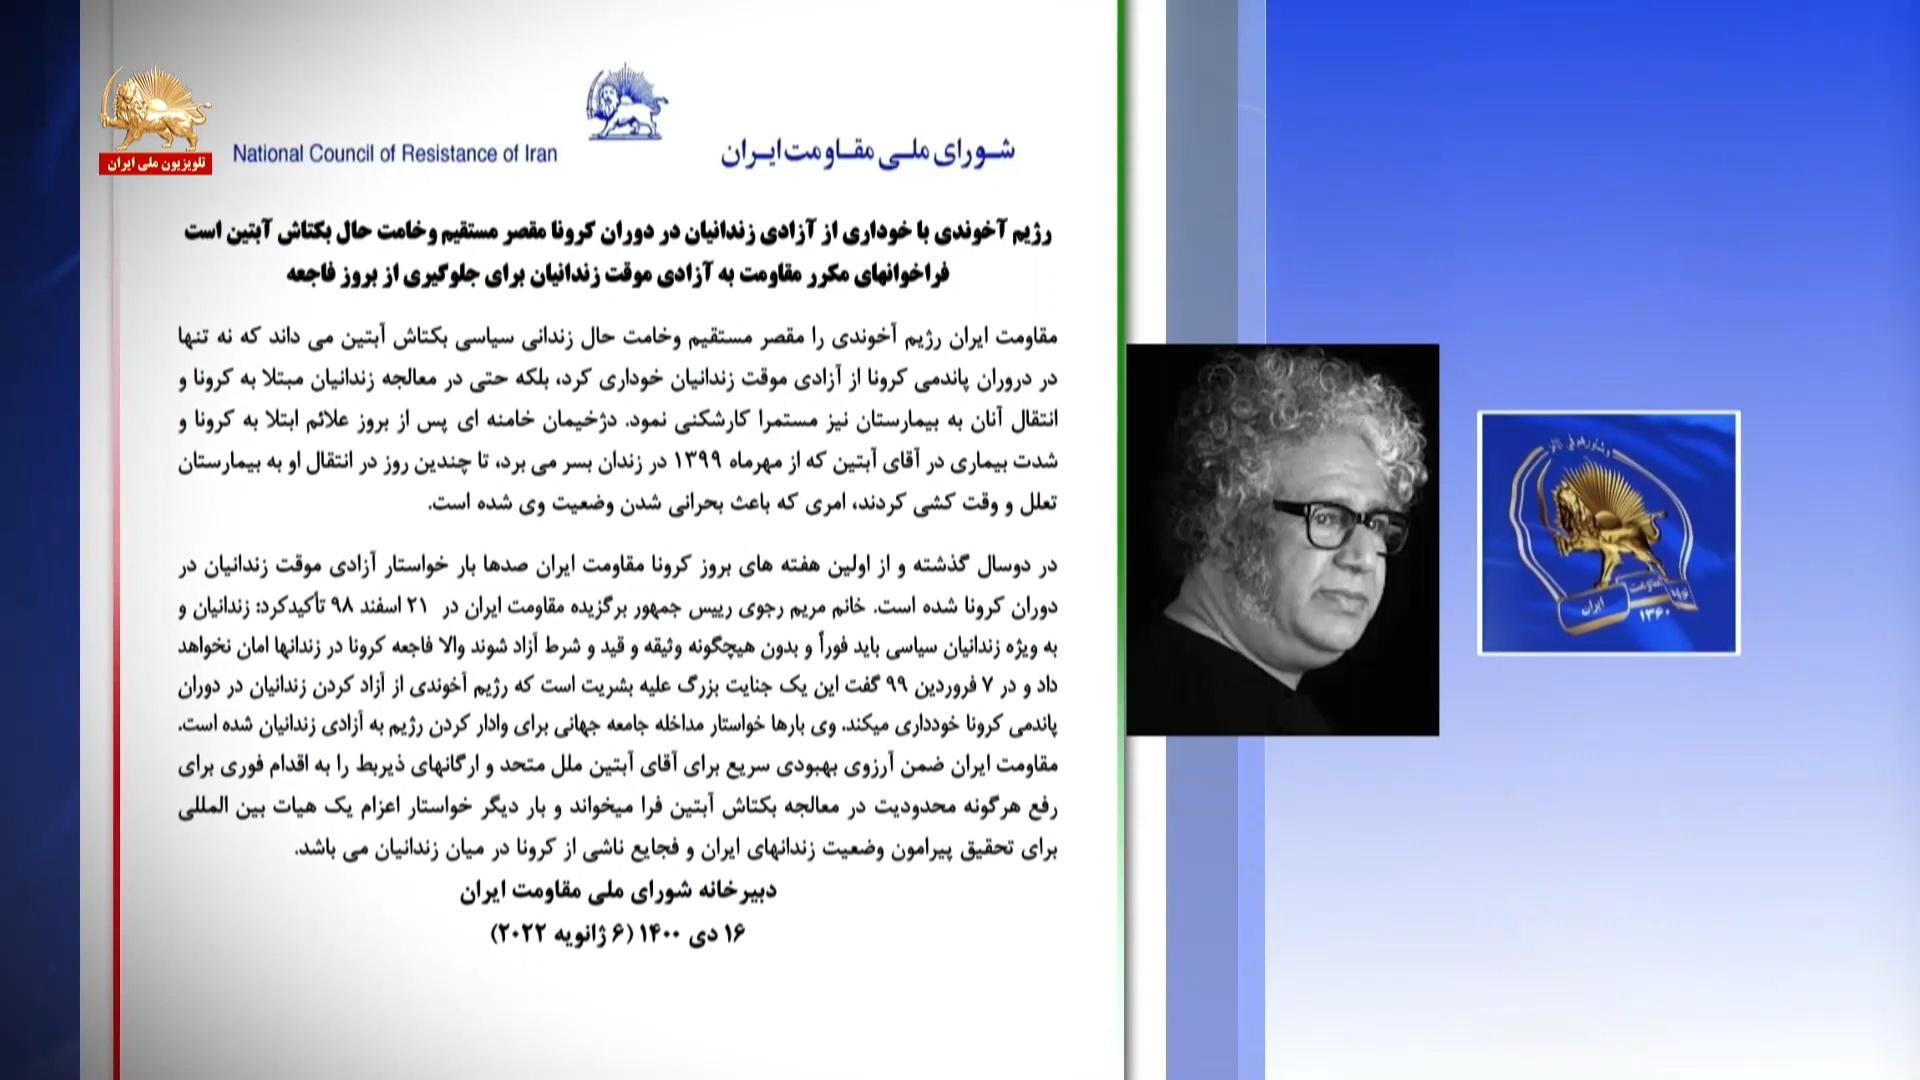 تلویزیون ملی ایران
National Council of Resistance of Iran
شورای ملی مقاومت ایران
رژیم آخوندی با خوداری از آزادی زندانیان در دوران کرونا مقصر مستقیم وخامت حال بکتاش آبتین است
فراخوانهای مکرر مقاومت به آزادی موقت زندانیان برای جلوگیری از بروز فاجعه
مقاومت ایران رژیم آخوندی را مقصر مستقیم وخامت حال زندانی سیاسی بکتاش آبتین می داند که نه تنها
در دروران پاندمی کرونا از آزادی موقت زندانیان خوداری کرد، بلکه حتی در معالجه زندانیان مبتلا به کرونا و
انتقال آنان به بیمارستان نیز مستمرا کارشکنی نمود. دژخیمان خامنه ای پس از بروز علائم ابتلا به کرونا و
شدت بیماری در آقای آبتین که از مهرماه ۱۳۹۹ در زندان بسر می برد، تا چندین روز در انتقال او به بیمارستان
تعلل و وقت کشی کردند، امری که باعث بحرانی شدن وضعیت وی شده است.
در دوسال گذشته و از اولین هفته های بروز کرونا مقاومت ایران صدها بار خواستار آزادی موقت زندانیان در
دوران کرونا شده است. خانم مریم رجوی رییس جمهور برگزیده مقاومت ایران در ۲۱ اسفند ۹۸ تأکیدکرد: زندانیان و
به ویژه زندانیان سیاسی باید فوراً و بدون هیچگونه وثیقه و قید و شرط آزاد شوند والا فاجعه کرونا در زندانها امان نخواهد
داد و در ۷ فروردین ۹۹ گفت این یک جنایت بزرگ علیه بشریت است که رژیم آخوندی از آزاد کردن زندانیان در دوران
پاندمی کرونا خودداری میکند. وی بارها خواستار مداخله جامعه جهانی برای وادار کردن رژیم به آزادی زندانیان شده است.
مقاومت ایران ضمن آرزوی بهبودی سریع برای آقای آبتین ملل متحد و ارگانهای ذیربط را به اقدام فوری برای
رفع هرگونه محدودیت در معالجه بکتاش آبتین فرا میخواند و بار دیگر خواستار اعزام یک هیات بین المللی
برای تحقیق پیرامون وضعیت زندانهای ایران و فجایع ناشی از کرونا در میان زندانیان می باشد.
دبیرخانه شورای ملی مقاومت ایران
۱۶ دی ۱۴۰۰ (۶ ژانویه ۲۰۲۲)
ایران
۱۳۶۰